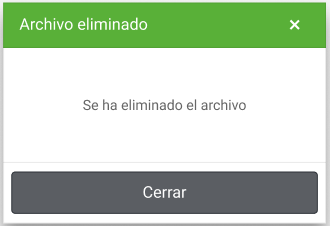 Archivo eliminado ×
Se ha eliminado el archivo
Cerrar